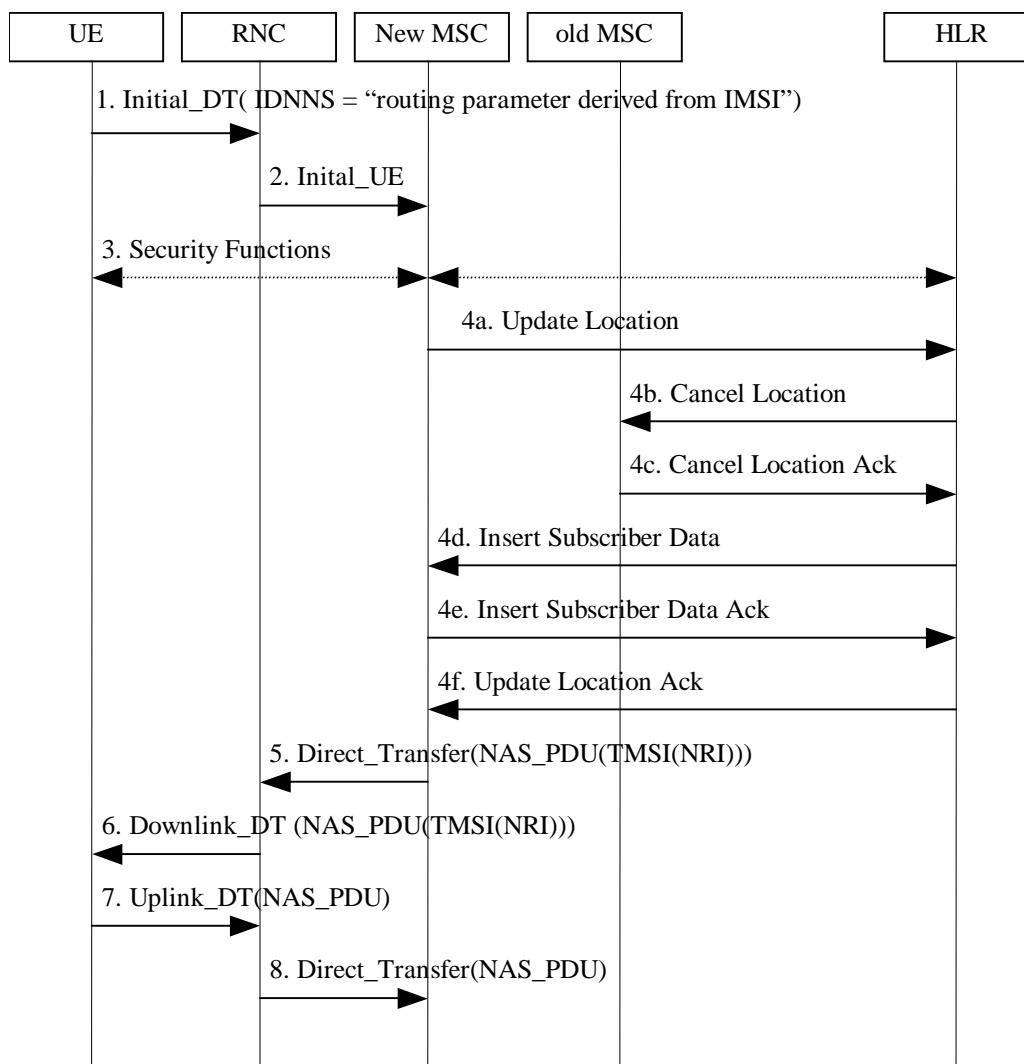 UE
RNC
New MSC
old MSC
HLR
1. Initial_DT( IDNNS = “routing parameter derived from IMSI”)
2. Inital_UE
3. Security Functions
4a. Update Location
4b. Cancel Location
4c. Cancel Location Ack
4d. Insert Subscriber Data
4e. Insert Subscriber Data Ack
4f. Update Location Ack
5. Direct_Transfer(NAS_PDU(TMSI(NRI)))
6. Downlink_DT (NAS_PDU(TMSI(NRI)))
7. Uplink_DT(NAS_PDU)
8. Direct_Transfer(NAS_PDU)